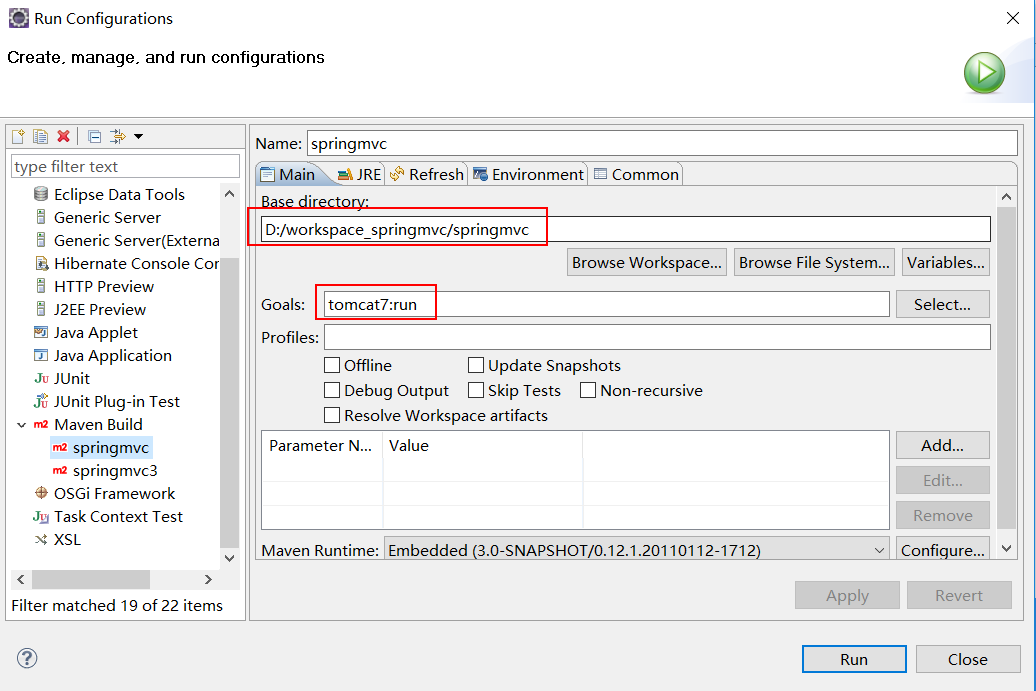 Run Configurations
Create, manage, and run configurations
type filter text
Eclipse Data Tools
Generic Server
Generic Server(Externa
Hibernate Console Cor
HTTP Preview
J2EE Preview
Java Applet
Java Application
Ju JUnit
JUnit Plug-in Test
m2 Maven Build
m2 springmvc
m2 springmvc3
OSGi Framework
Ju Task Context Test
XSL
Filter matched 19 of 22 items
Name: springmvc
Main JRE Refresh Environment Common
Base directory:
D:/workspace_springmvc/springmvc
Browse Workspace... Browse File System... Variables...
Goals: tomcat7:run Select...
Profiles:
Offline Update Snapshots
Debug Output Skip Tests Non-recursive
Resolve Workspace artifacts
Parameter N... Value Add...
Edit...
Remove
Maven Runtime: Embedded (3.0-SNAPSHOT/0.12.1.20110112-1712) Configure...
Apply Revert
? Run Close